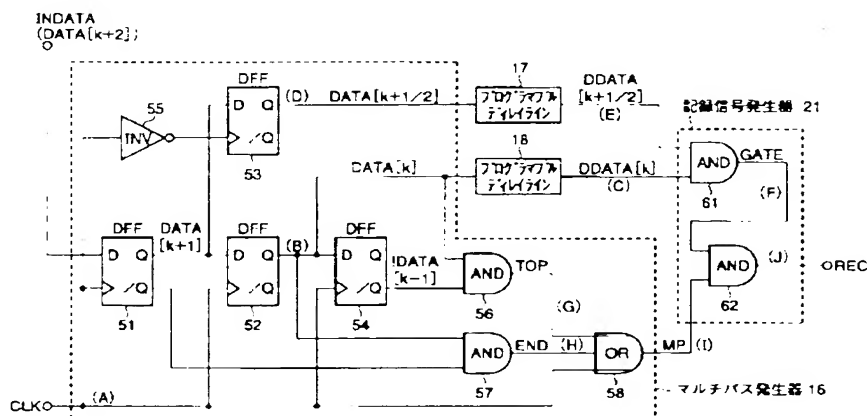 INDATA
(DATA[k+2])
55
INV
DFF
D Q
/Q
53
(D)
DATA[k+1/2]
17
プログラマブル
ディレイライン
DDATA
[k+1/2]
(E)
記録信号発生器 21
DATA[k]
18
プログラマブル
ディレイライン
DDATA[k]
(C)
AND
61
GATE
(F)
DFF
D Q
/Q
51
DATA
[k+1]
DFF
D Q
/Q
52
(B)
DFF
D Q
/Q
54
!DATA
[k-1]
AND
56
TOP
(G)
AND
62
(J)
REC
AND
57
END (H)
OR
58
MP (I)
マルチパス発生器 16
CLK
(A)